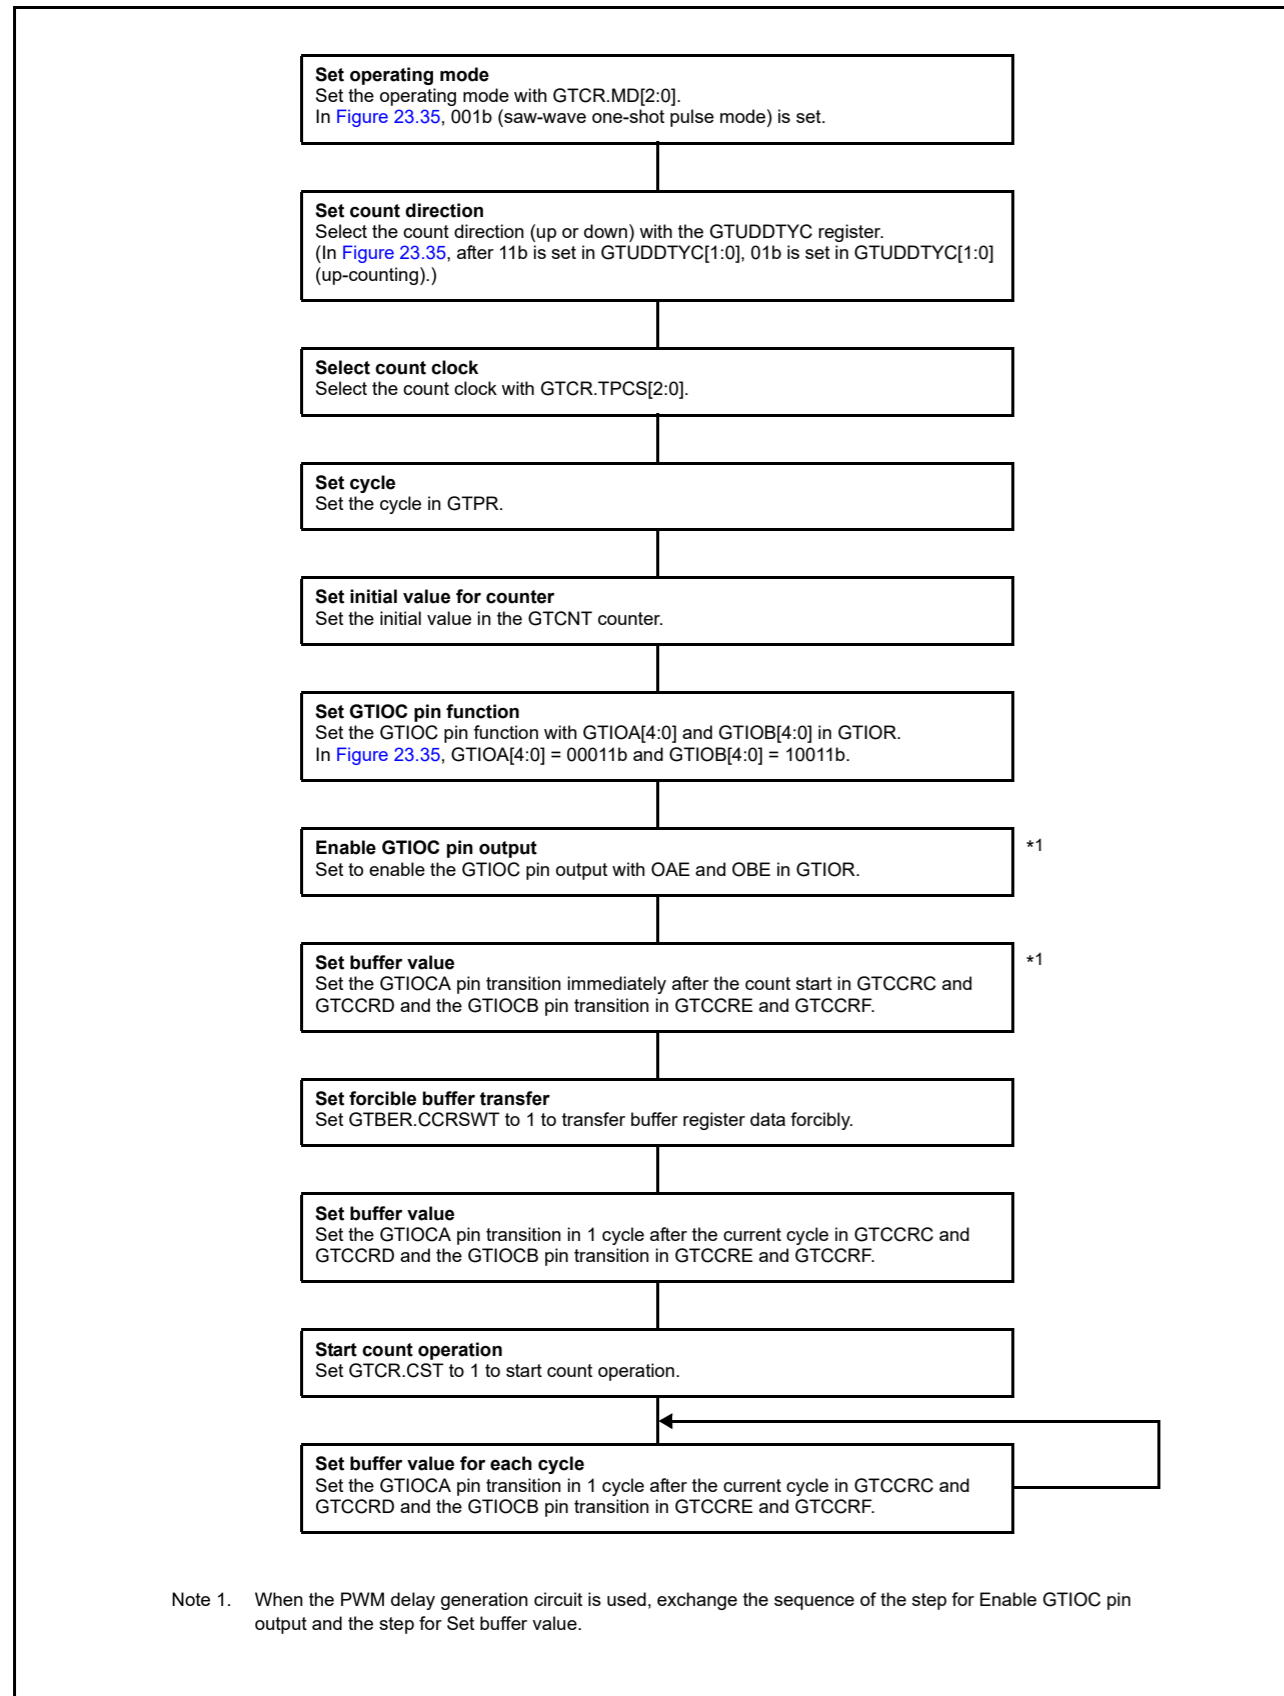 Set operating mode
Set the operating mode with GTCR.MD[2:0].
In Figure 23.35, 001b (saw-wave one-shot pulse mode) is set.
Set count direction
Select the count direction (up or down) with the GTUDDTYC register.
(In Figure 23.35, after 11b is set in GTUDDTYC[1:0], 01b is set in GTUDDTYC[1:0]
(up-counting).)
Select count clock
Select the count clock with GTCR.TPCS[2:0].
Set cycle
Set the cycle in GTPR.
Set initial value for counter
Set the initial value in the GTCNT counter.
Set GTIOC pin function
Set the GTIOC pin function with GTIOA[4:0] and GTIOB[4:0] in GTIOR.
In Figure 23.35, GTIOA[4:0] = 00011b and GTIOB[4:0] = 10011b.
Enable GTIOC pin output
*1
Set to enable the GTIOC pin output with OAE and OBE in GTIOR.
Set buffer value
*1
Set the GTIOCA pin transition immediately after the count start in GTCCRC and
GTCCRD and the GTIOCB pin transition in GTCCRE and GTCCRF.
Set forcible buffer transfer
Set GTBER.CCRSWT to 1 to transfer buffer register data forcibly.
Set buffer value
Set the GTIOCA pin transition in 1 cycle after the current cycle in GTCCRC and
GTCCRD and the GTIOCB pin transition in GTCCRE and GTCCRF.
Start count operation
Set GTCR.CST to 1 to start count operation.
Set buffer value for each cycle
Set the GTIOCA pin transition in 1 cycle after the current cycle in GTCCRC and
GTCCRD and the GTIOCB pin transition in GTCCRE and GTCCRF.
Note 1. When the PWM delay generation circuit is used, exchange the sequence of the step for Enable GTIOC pin
output and the step for Set buffer value.